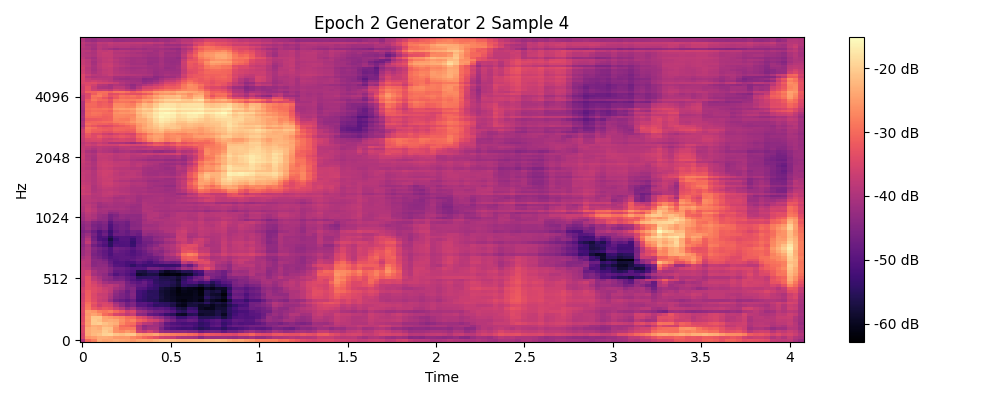 Epoch 2 Generator 2 Sample 4
Hz
4096
2048
1024
512
0
0 0.5 1 1.5 2 2.5 3 3.5 4
Time
-20 dB
-30 dB
-40 dB
-50 dB
-60 dB